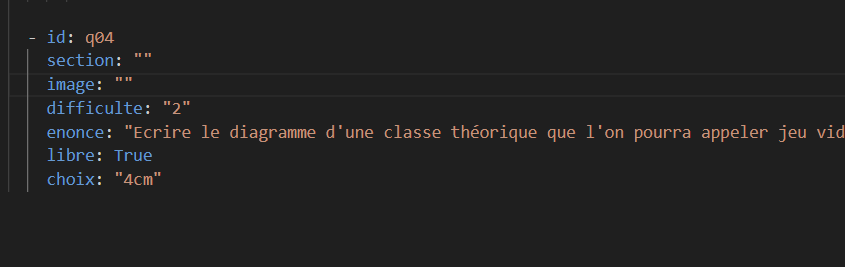 - id: q04
section: ""
image: ""
difficulte: "2"
enonce: "Ecrire le diagramme d'une classe théorique que l'on pourra appeler jeu vid
libre: True
choix: "4cm"